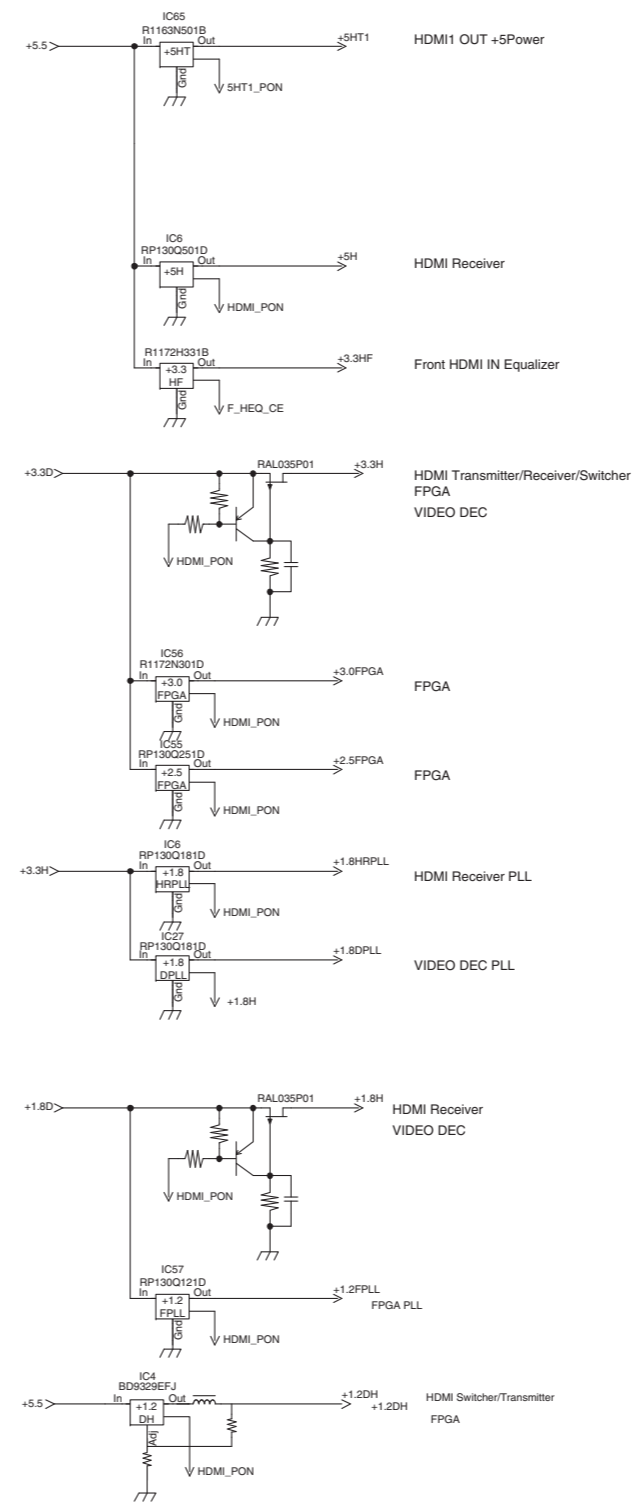 IC65
R1163N501B
+5.5
In
Out
+5HT
+5HT1
HDMI1 OUT +5Power
Gnd
5HT1_PON
IC6
RP130Q501D
In
Out
+5H
+5H
HDMI Receiver
Gnd
HDMI_PON
R1172H331B
In
Out
+3.3
HF
+3.3HF
Front HDMI IN Equalizer
Gnd
F_HEQ_CE
+3.3D
RAL035P01
+3.3H
HDMI Transmitter/Receiver/Switcher
FPGA
VIDEO DEC
HDMI_PON
IC56
R1172N301D
In
Out
+3.0
FPGA
+3.0FPGA
FPGA
Gnd
HDMI_PON
IC55
RP130Q251D
In
Out
+2.5
FPGA
+2.5FPGA
FPGA
Gnd
HDMI_PON
IC6
RP130Q181D
+3.3H
In
Out
+1.8
HRPLL
+1.8HRPLL
HDMI Receiver PLL
Gnd
HDMI_PON
IC27
RP130Q181D
In
Out
+1.8
DPLL
+1.8DPLL
VIDEO DEC PLL
Gnd
+1.8H
+1.8D
RAL035P01
+1.8H
HDMI Receiver
VIDEO DEC
HDMI_PON
IC57
RP130Q121D
In
Out
+1.2
FPLL
+1.2FPLL
FPGA PLL
Gnd
HDMI_PON
IC4
BD9329EFJ
+5.5
In
Out
+1.2
DH
+1.2DH
+1.2DH
HDMI Switcher/Transmitter
FPGA
Adj
HDMI_PON